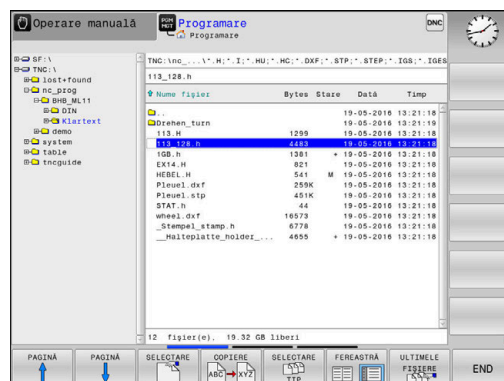 Operare manuală
PGM MGT
Programare
Programare
DNC
TNC:\nc_...\*.H;*.I;*.HU;*.HC;*.DXF;*.STP;*.STEP;*.IGS;*.IGES
113_128.h
SF:\
TNC:\
lost+found
nc_prog
BHB_ML11
DIN
Klartext
demo
system
table
tncguide
Nume fişier Bytes Stare Dată Timp
.. 19-05-2016 13:21:18
Drehen_turn 19-05-2016 13:21:19
113.H 1299 19-05-2016 13:21:18
113_128.h 4483 19-05-2016 13:21:18
1GB.h 1381 + 19-05-2016 13:21:18
EX14.H 821 19-05-2016 13:21:18
HEBEL.H 541 M 19-05-2016 13:21:18
Pleuel.dxf 259K 19-05-2016 13:21:18
Pleuel.stp 451K 19-05-2016 13:21:18
STAT.h 44 19-05-2016 13:21:18
wheel.dxf 16573 19-05-2016 13:21:18
_Stempel_stamp.h 6778 19-05-2016 13:21:18
__Halteplatte_holder_... 4655 + 19-05-2016 13:21:18
12 fişier(e). 19.32 GB liberi
PAGINĂ
PAGINĂ
SELECTARE
COPIERE
ABC XYZ
SELECTARE
TIP
FEREASTRĂ
ULTIMELE
FIŞIERE
END